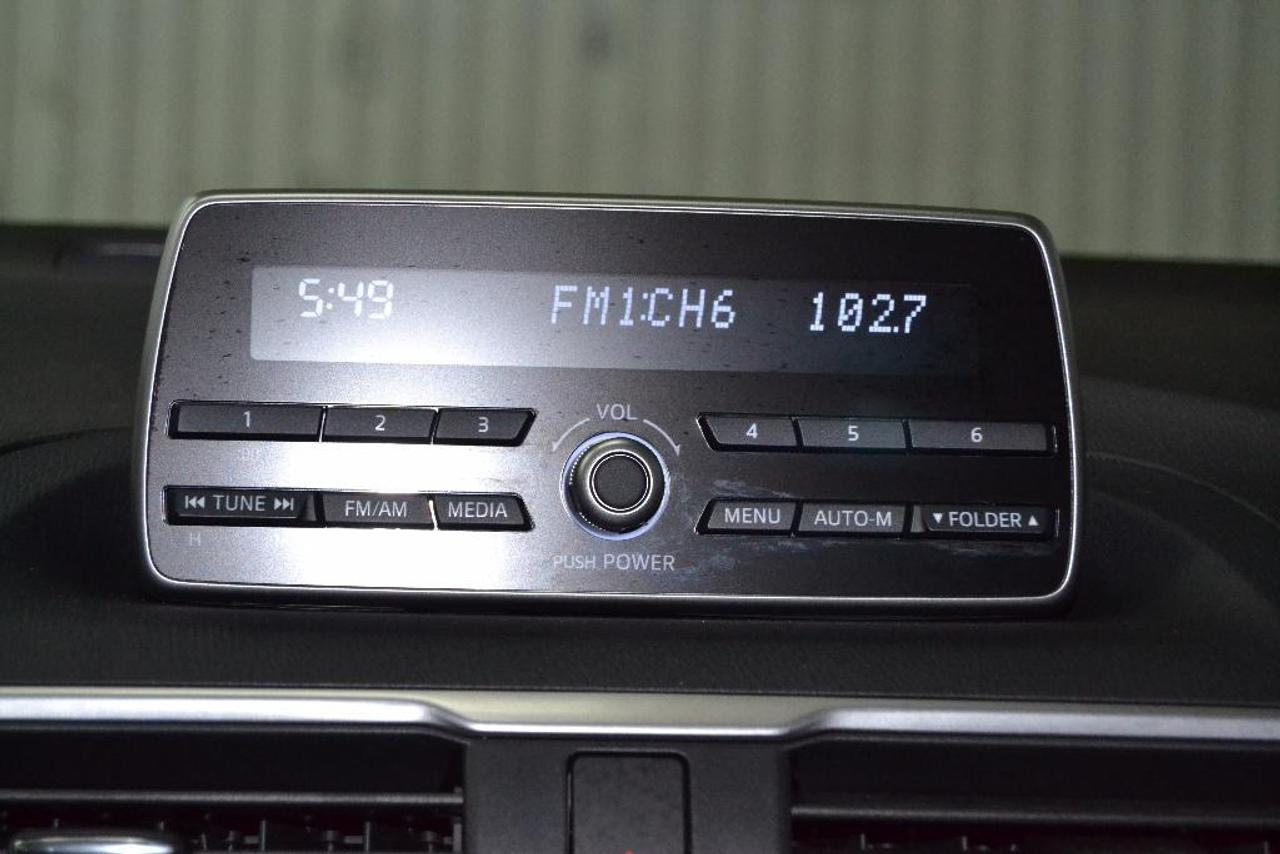 5:49 FM1:CH6 102.7
VOL
1 2 3 4 5 6
TUNE FM/AM MEDIA MENU AUTO-M FOLDER
H
PUSH POWER